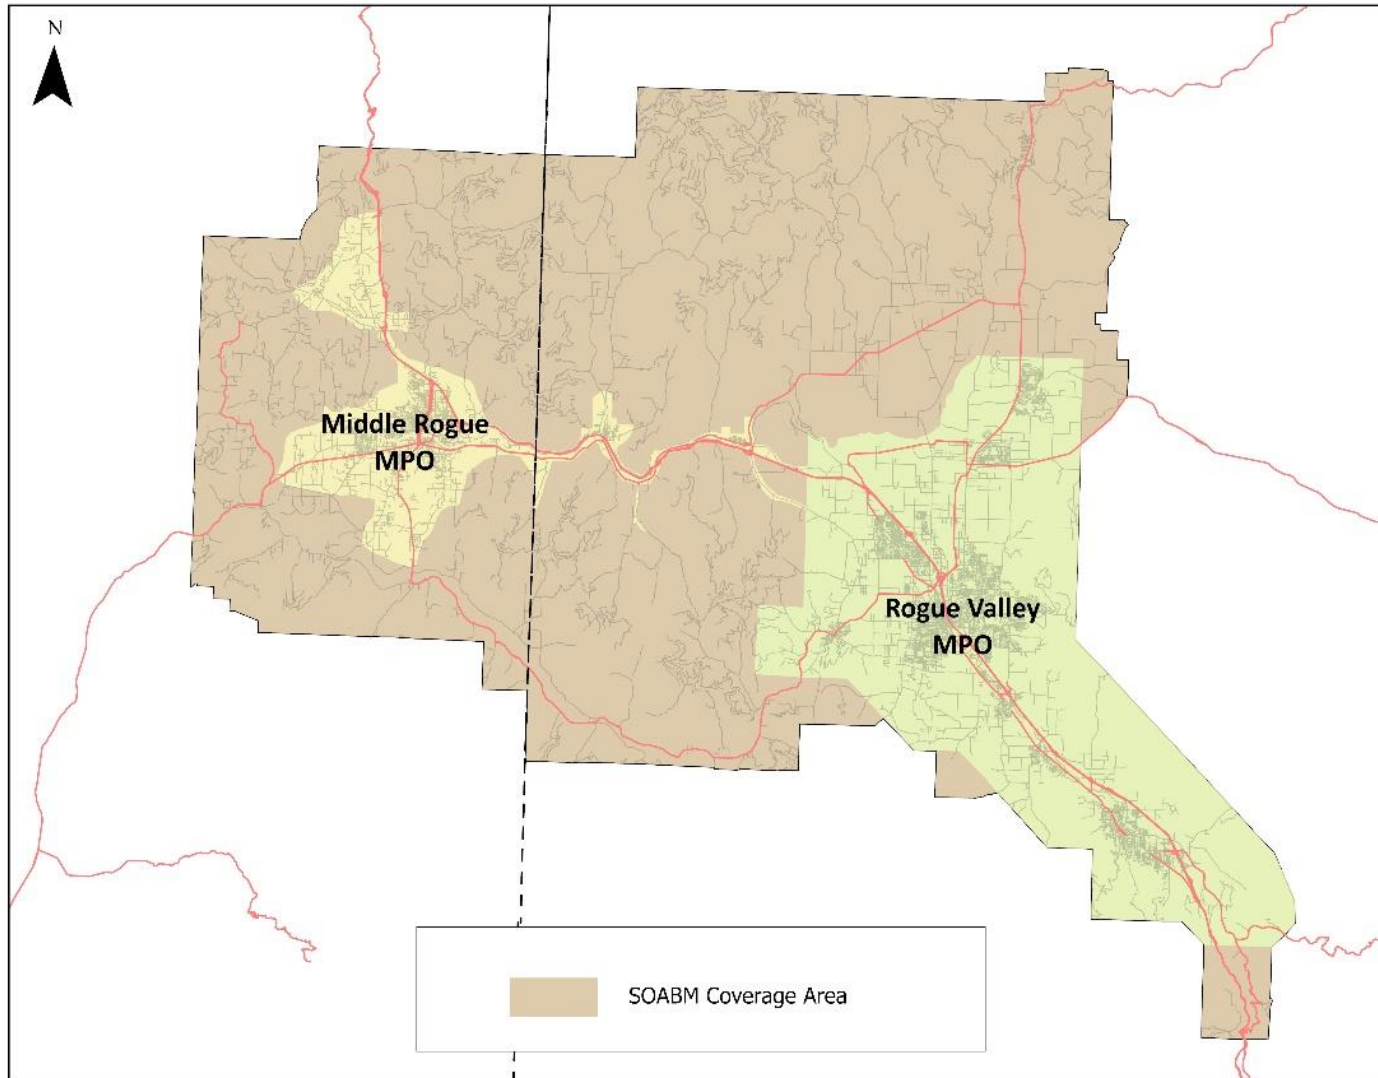 N
Middle Rogue
MPO
Rogue Valley
MPO
SOABM Coverage Area